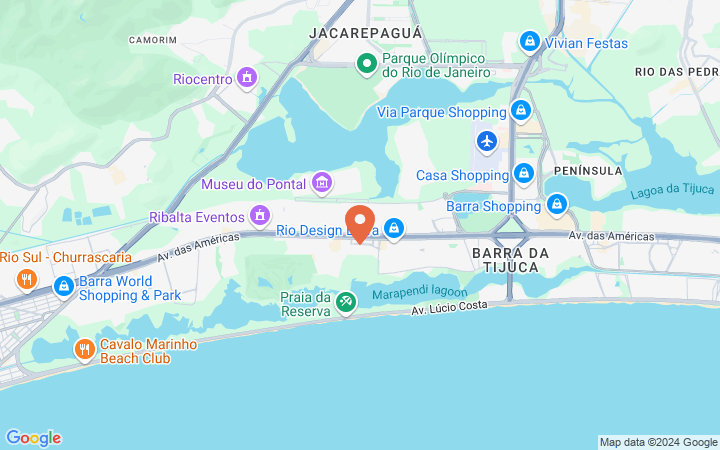 JACAREPAGUÁ
CAMORIM
Vivian Festas
Parque Olímpico
do Rio de Janeiro
Riocentro
RIO DAS PEDR
Via Parque Shopping
Casa Shopping
PENÍNSULA
Museu do Pontal
Lagoa da Tijuca
Barra Shopping
Ribalta Eventos
Rio Design
Av. das Américas
Av. das Américas
BARRA DA
TIJUCA
Rio Sul - Churrascaria
Barra World
Shopping & Park
Praia da
Reserva
Marapendi lagoon
Av. Lúcio Costa
Cavalo Marinho
Beach Club
Google
Map data ©2024 Google